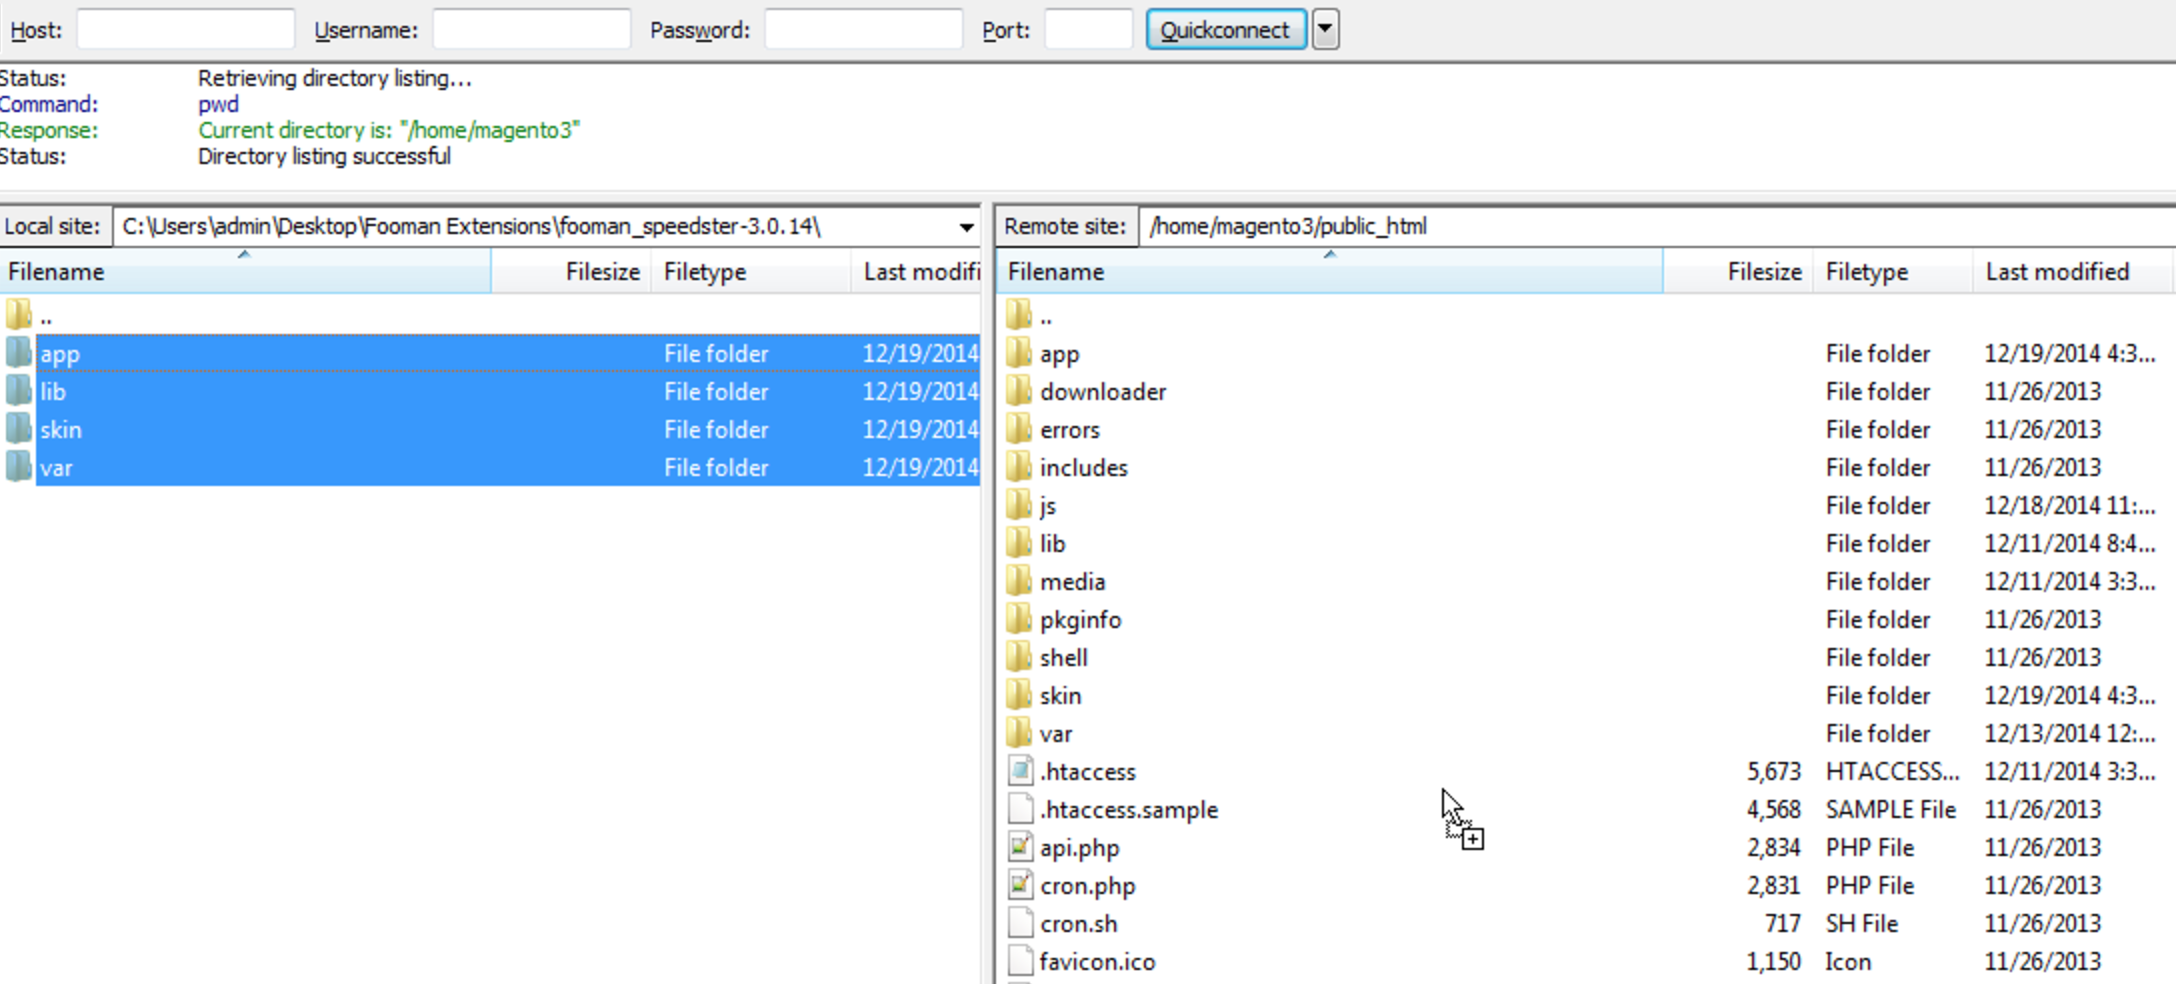 Host: Username: Password: Port: Quickconnect
Status: Retrieving directory listing...
Command: pwd
Response: Current directory is: "/home/magento3"
Status: Directory listing successful
Local site: C:\Users\admin\Desktop\Fooman Extensions\fooman_speedster-3.0.14\
Filename Filesize Filetype Last modifi
..
app File folder 12/19/2014
lib File folder 12/19/2014
skin File folder 12/19/2014
var File folder 12/19/2014
Remote site: /home/magento3/public_html
Filename Filesize Filetype Last modified
..
app File folder 12/19/2014 4:3...
downloader File folder 11/26/2013
errors File folder 11/26/2013
includes File folder 11/26/2013
js File folder 12/18/2014 11:...
lib File folder 12/11/2014 8:4...
media File folder 12/11/2014 3:3...
pkginfo File folder 11/26/2013
shell File folder 11/26/2013
skin File folder 12/19/2014 4:3...
var File folder 12/13/2014 12:...
.htaccess 5,673 HTACCESS... 12/11/2014 3:3...
.htaccess.sample 4,568 SAMPLE File 11/26/2013
api.php 2,834 PHP File 11/26/2013
cron.php 2,831 PHP File 11/26/2013
cron.sh 717 SH File 11/26/2013
favicon.ico 1,150 Icon 11/26/2013